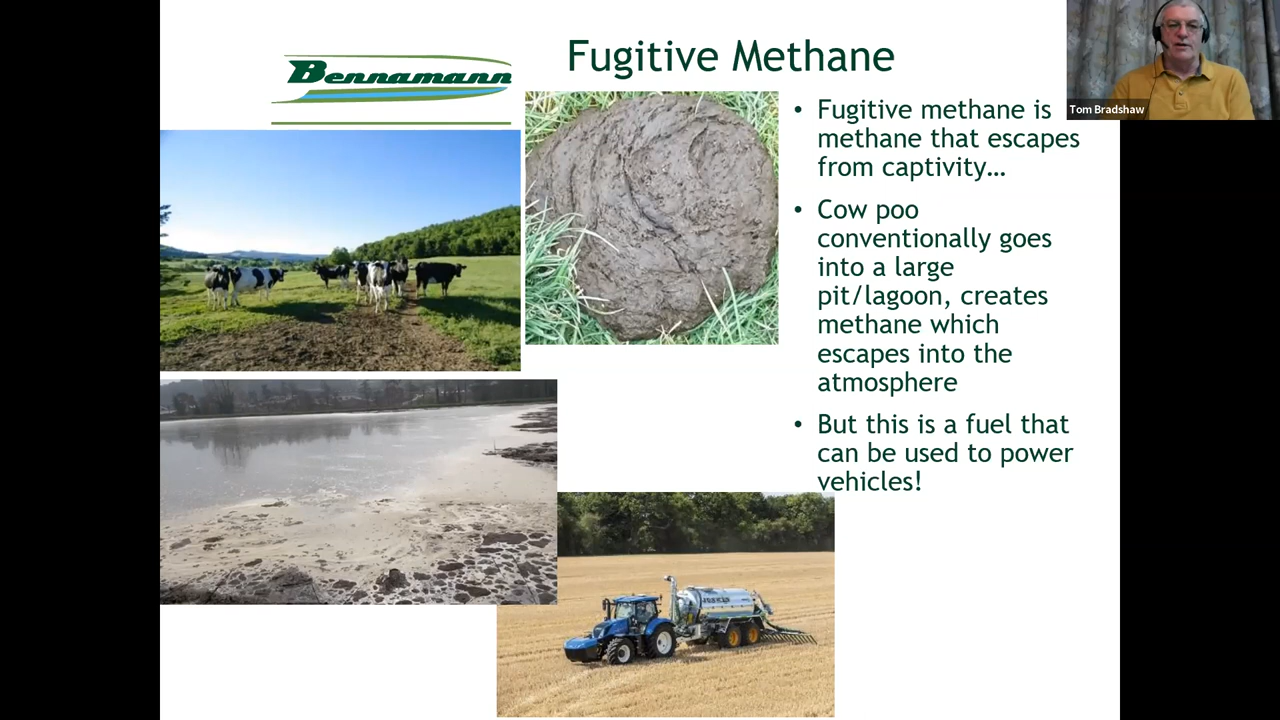 Bennamann
Fugitive Methane
• Fugitive methane is
methane that escapes
from captivity…
• Cow poo
conventionally goes
into a large
pit/lagoon, creates
methane which
escapes into the
atmosphere
• But this is a fuel that
can be used to power
vehicles!
Tom Bradshaw